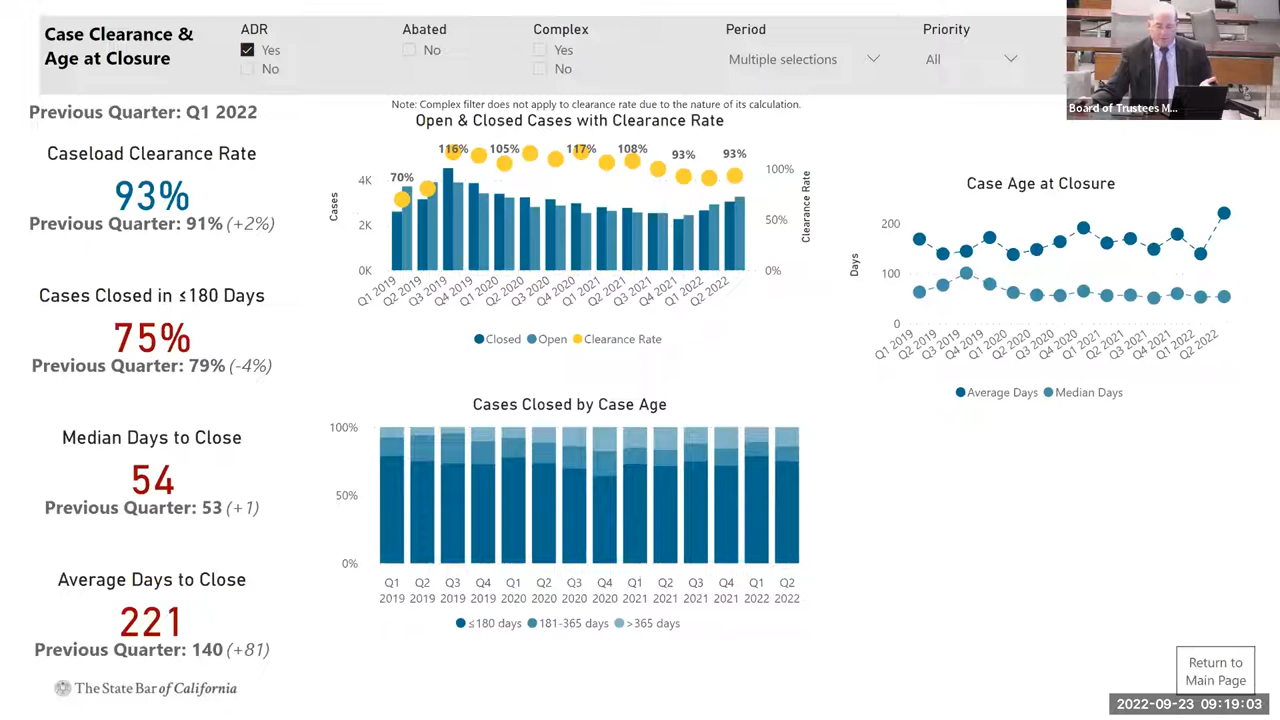 Case Clearance &
Age at Closure
ADR
Yes
No
Abated
No
Complex
Yes
No
Period
Multiple selections
Priority
All
Board of Trustees M...
Previous Quarter: Q1 2022
Caseload Clearance Rate
93%
Previous Quarter: 91% (+2%)
Cases Closed in ≤180 Days
75%
Previous Quarter: 79% (-4%)
Median Days to Close
54
Previous Quarter: 53 (+1)
Average Days to Close
221
Previous Quarter: 140 (+81)
The State Bar of California
Note: Complex filter does not apply to clearance rate due to the nature of its calculation.
Open & Closed Cases with Clearance Rate
70% 116% 105% 117% 108% 93% 93%
Cases
4K
2K
0K
100%
50%
0%
Clearance Rate
Q1 2019 Q2 2019 Q3 2019 Q4 2019 Q1 2020 Q2 2020 Q3 2020 Q4 2020 Q1 2021 Q2 2021 Q3 2021 Q4 2021 Q1 2022 Q2 2022
Closed Open Clearance Rate
Case Age at Closure
Days
200
100
0
Q1 2019 Q2 2019 Q3 2019 Q4 2019 Q1 2020 Q2 2020 Q3 2020 Q4 2020 Q1 2021 Q2 2021 Q3 2021 Q4 2021 Q1 2022 Q2 2022
Average Days Median Days
Cases Closed by Case Age
100%
50%
0%
Q1 Q2 Q3 Q4 Q1 Q2 Q3 Q4 Q1 Q2 Q3 Q4 Q1 Q2
2019 2019 2019 2019 2020 2020 2020 2020 2021 2021 2021 2021 2022 2022
≤180 days 181-365 days >365 days
Return to
Main Page
2022-09-23 09:19:03